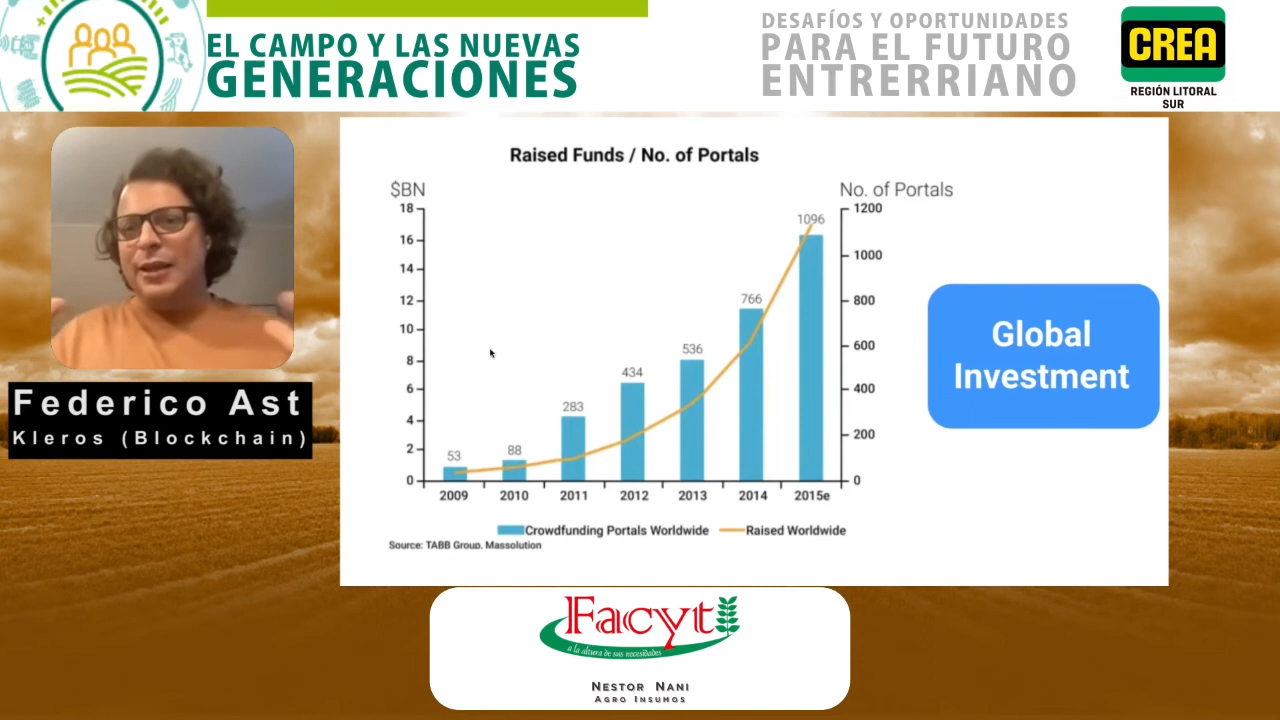 EL CAMPO Y LAS NUEVAS
GENERACIONES
DESAFÍOS Y OPORTUNIDADES
PARA EL FUTURO
ENTRERRIANO
CREA
REGIÓN LITORAL
SUR
Federico Ast
Kleros (Blockchain)
Raised Funds / No. of Portals
$BN
No. of Portals
18
16
14
12
10
8
6
4
2
0
53
88
283
434
536
766
1096
1200
1000
800
600
400
200
0
2009
2010
2011
2012
2013
2014
2015e
Crowdfunding Portals Worldwide
Raised Worldwide
Source: TABB Group, Massolution
Global
Investment
Facyt
a la altura de sus necesidades
NESTOR NANI
AGRO INSUMOS